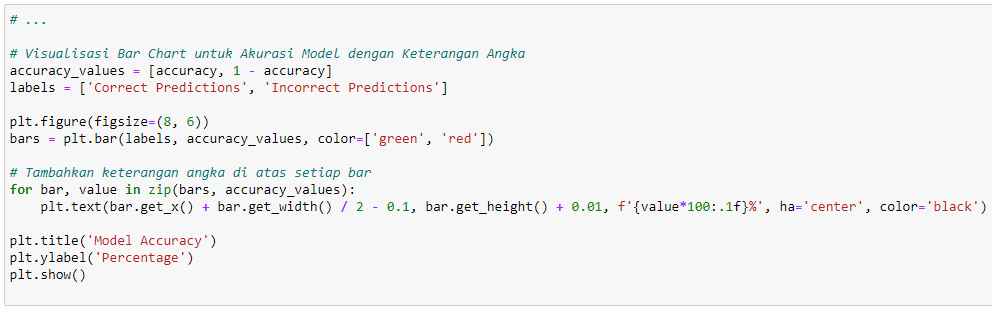 # ...
# Visualisasi Bar Chart untuk Akurasi Model dengan Keterangan Angka
accuracy_values = [accuracy, 1 - accuracy]
labels = ['Correct Predictions', 'Incorrect Predictions']
plt.figure(figsize=(8, 6))
bars = plt.bar(labels, accuracy_values, color=['green', 'red'])
# Tambahkan keterangan angka di atas setiap bar
for bar, value in zip(bars, accuracy_values):
    plt.text(bar.get_x() + bar.get_width() / 2 - 0.1, bar.get_height() + 0.01, f'{value*100:.1f}%', ha='center', color='black')
plt.title('Model Accuracy')
plt.ylabel('Percentage')
plt.show()